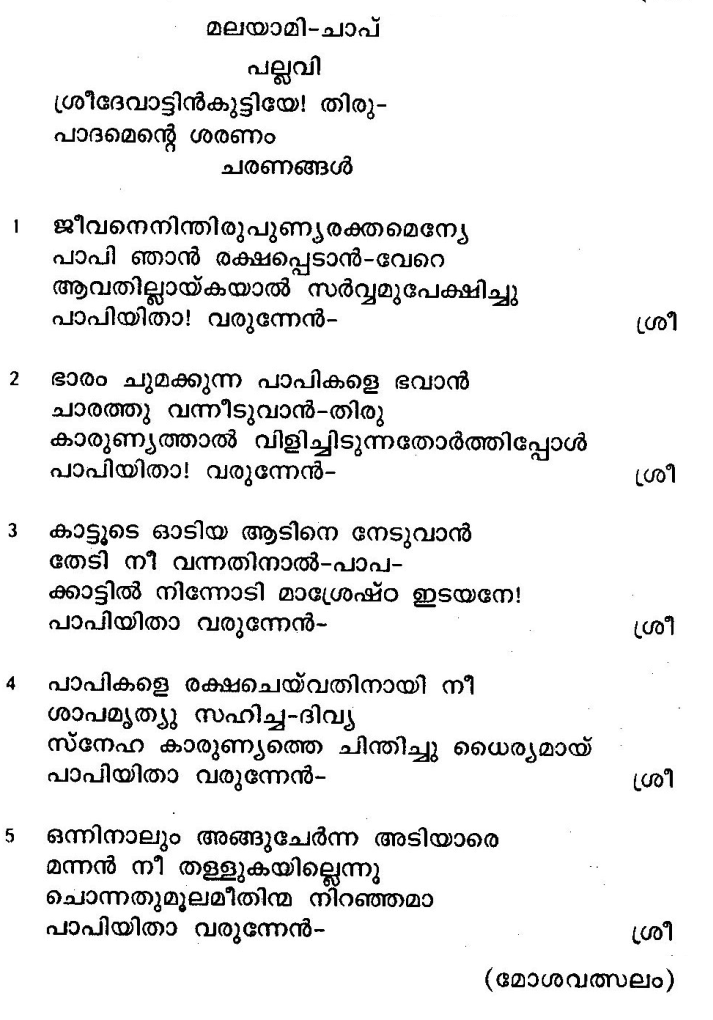 മലയാമി-ചാപ്
പല്ലവി
ശ്രീദേവാട്ടിൻകുട്ടിയേ! തിരു-
പാദമെന്റെ ശരണം
ചരണങ്ങൾ
1 ജീവനെനിന്തിരുപുണ്യരക്തമെന്യേ
പാപി ഞാൻ രക്ഷപ്പെടാൻ-വേറെ
ആവതില്ലായ്കയാൽ സർവ്വമുപേക്ഷിച്ചു
പാപിയിതാ! വരുന്നേൻ- ശ്രീ
2 ഭാരം ചുമക്കുന്ന പാപികളെ ഭവാൻ
ചാരത്തു വന്നീടുവാൻ-തിരു
കാരുണ്യത്താൽ വിളിച്ചിടുന്നതോർത്തിപ്പോൾ
പാപിയിതാ! വരുന്നേൻ- ശ്രീ
3 കാട്ടൂടെ ഓടിയ ആടിനെ നേടുവാൻ
തേടി നീ വന്നതിനാൽ-പാപ-
ക്കാട്ടിൽ നിന്നോടി മാശ്രേഷ്ഠ ഇടയനേ!
പാപിയിതാ വരുന്നേൻ- ശ്രീ
4 പാപികളെ രക്ഷചെയ്‌വതിനായി നീ
ശാപമൃത്യു സഹിച്ച-ദിവ്യ
സ്നേഹ കാരുണ്യത്തെ ചിന്തിച്ചു ധൈര്യമായ്
പാപിയിതാ വരുന്നേൻ- ശ്രീ
5 ഒന്നിനാലും അങ്ങുചേർന്ന അടിയാരെ
മന്നൻ നീ തള്ളുകയില്ലെന്നു
ചൊന്നതുമൂലമീതിന്മ നിറഞ്ഞമാ
പാപിയിതാ വരുന്നേൻ- ശ്രീ
(മോശവത്സലം)